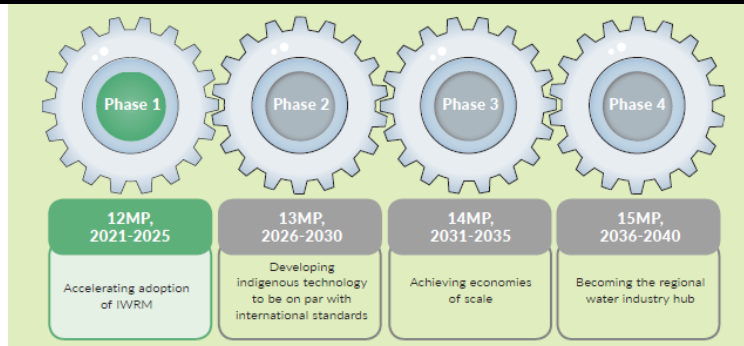 Phase 1
Phase 2
Phase 3
Phase 4
12MP,
2021-2025
Accelerating adoption
of IWRM
13MP,
2026-2030
Developing
indigenous technology
to be on par with
international standards
14MP,
2031-2035
Achieving economies
of scale
15MP,
2036-2040
Becoming the regional
water industry hub